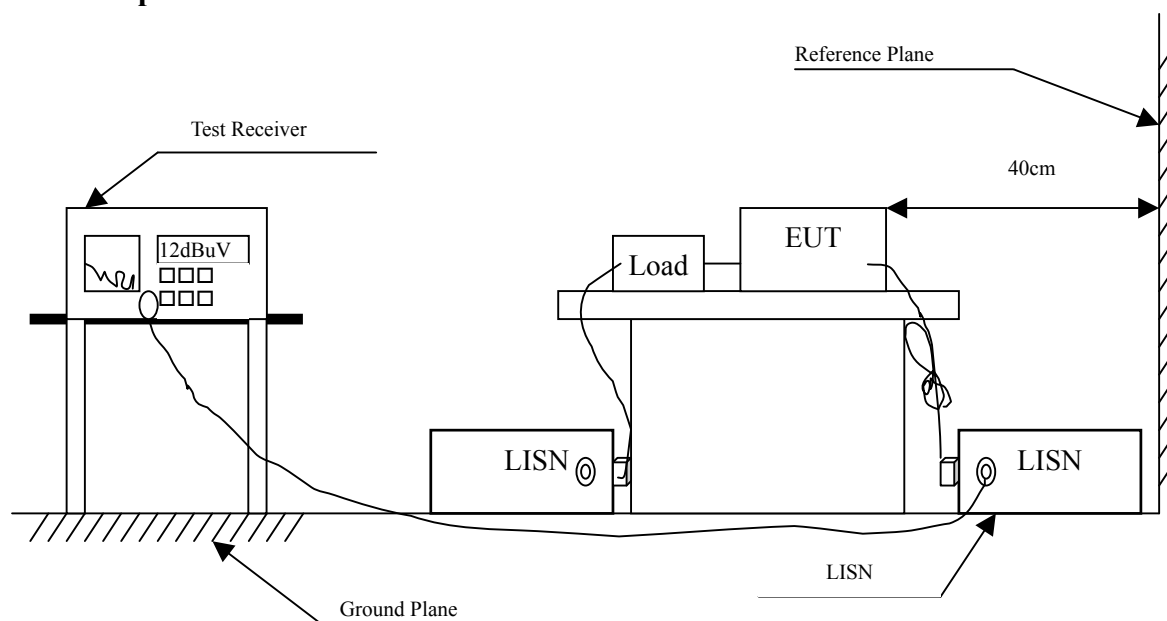 Reference Plane
Test Receiver
40cm
12dBuV
EUT
Load
LISN
LISN
LISN
Ground Plane